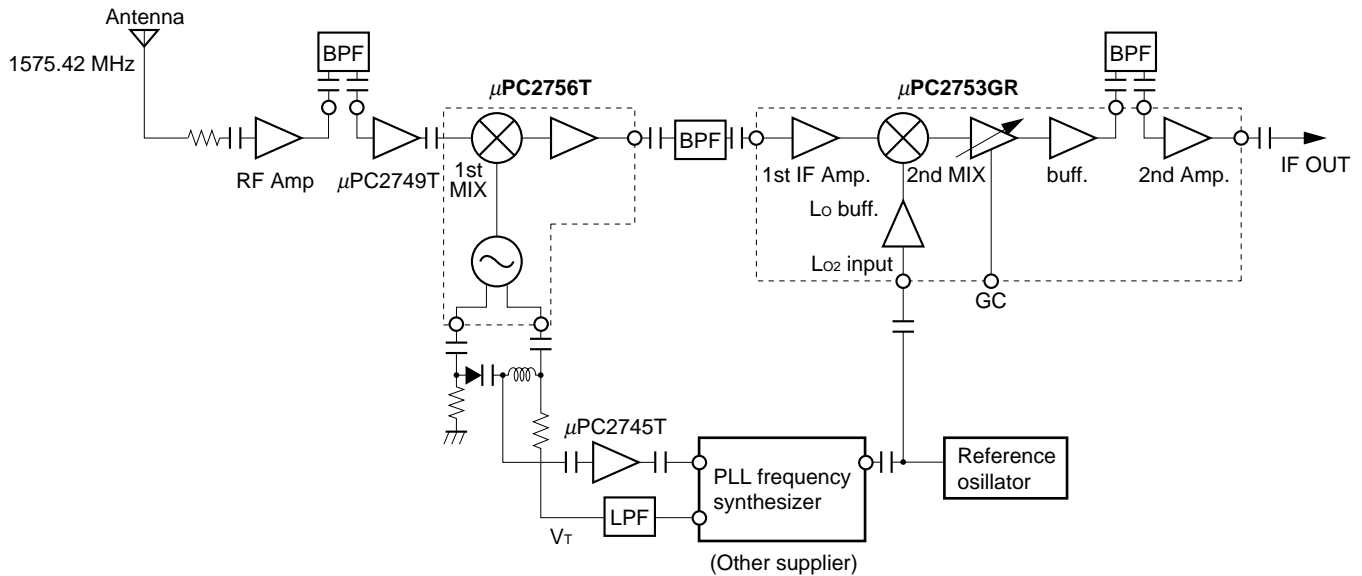 Antenna
1575.42 MHz
BPF
BPF
μPC2756T
μPC2753GR
BPF
RF Amp
μPC2749T
1st
MIX
1st IF Amp.
2nd MIX
buff.
2nd Amp.
IF OUT
LO buff.
LO2 input
GC
μPC2745T
PLL frequency
synthesizer
Reference
osillator
LPF
VT
(Other supplier)